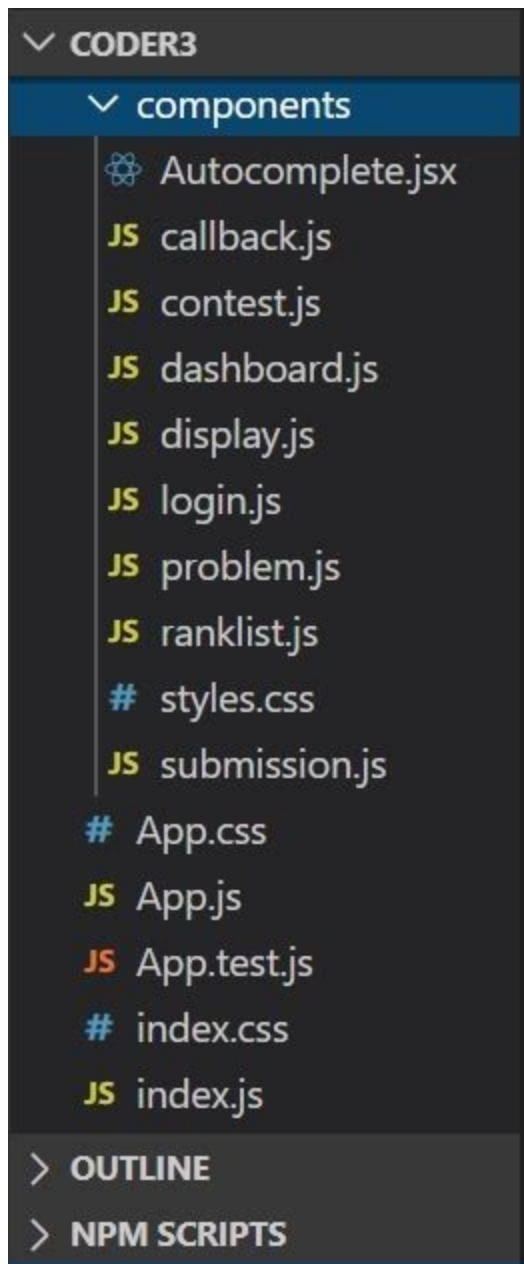 CODER3
components
Autocomplete.jsx
JS callback.js
JS contest.js
JS dashboard.js
JS display.js
JS login.js
JS problem.js
JS ranklist.js
# styles.css
JS submission.js
# App.css
JS App.js
JS App.test.js
# index.css
JS index.js
OUTLINE
NPM SCRIPTS